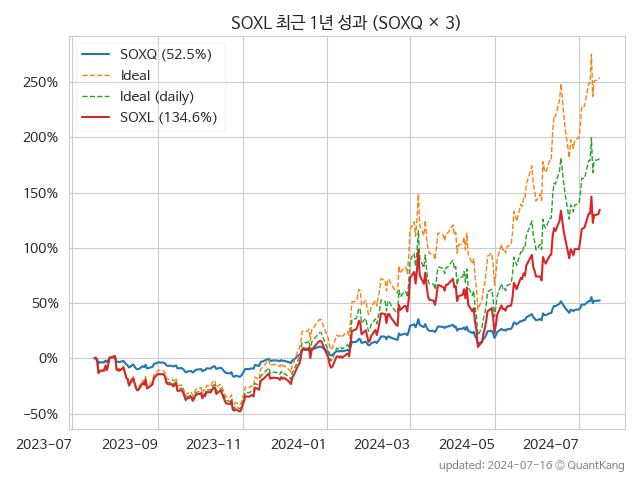 SOXL 최근 1년 성과 (SOXQ × 3)
SOXQ (52.5%)
Ideal
Ideal (daily)
SOXL (134.6%)
250%
200%
150%
100%
50%
0%
−50%
2023-07 2023-09 2023-11 2024-01 2024-03 2024-05 2024-07
updated: 2024-07-16 © QuantKang